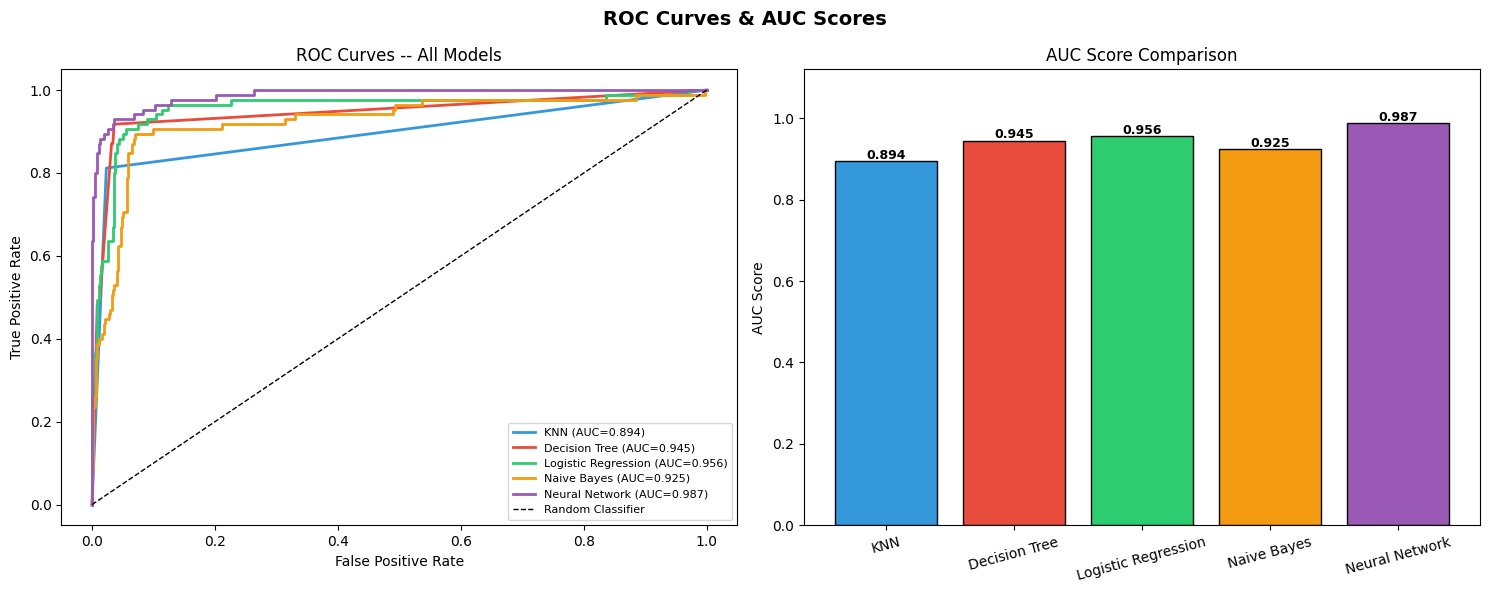 ROC Curves & AUC Scores
ROC Curves -- All Models
True Positive Rate
1.0
0.8
0.6
0.4
0.2
0.0
KNN (AUC=0.894)
Decision Tree (AUC=0.945)
Logistic Regression (AUC=0.956)
Naive Bayes (AUC=0.925)
Neural Network (AUC=0.987)
Random Classifier
0.0 0.2 0.4 0.6 0.8 1.0
False Positive Rate
AUC Score Comparison
AUC Score
1.0
0.8
0.6
0.4
0.2
0.0
0.894
0.945
0.956
0.925
0.987
KNN
Decision Tree
Logistic Regression
Naive Bayes
Neural Network